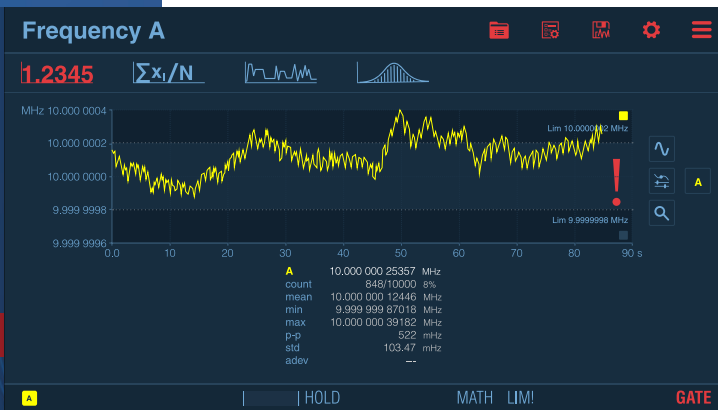 Frequency A
1.2345 ∑xᵢ/N
MHz 10.000 0004
Lim 10.0000002 MHz
10.000 0002
10.000 0000
A
9.999 9998
Lim 9.9999998 MHz
9.999 9996
0.0 10 20 30 40 50 60 70 80 90 s
A 10.000 000 25357 MHz
count 848/10000 8%
mean 10.000 000 12446 MHz
min 9.999 999 87018 MHz
max 10.000 000 39182 MHz
p-p 522 mHz
std 103.47 mHz
adev ---
A HOLD MATH LIM! GATE